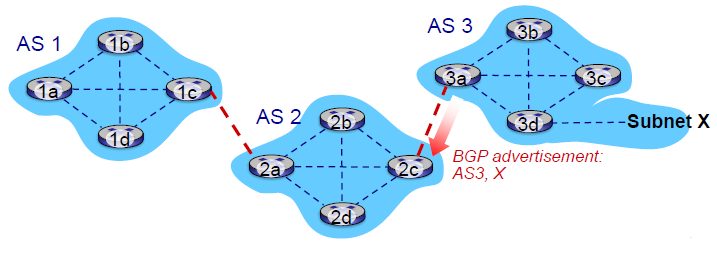 AS 1
1b
1a
1c
1d
AS 2
2b
2a
2c
2d
AS 3
3b
3a
3c
3d
Subnet X
BGP advertisement:
AS3, X